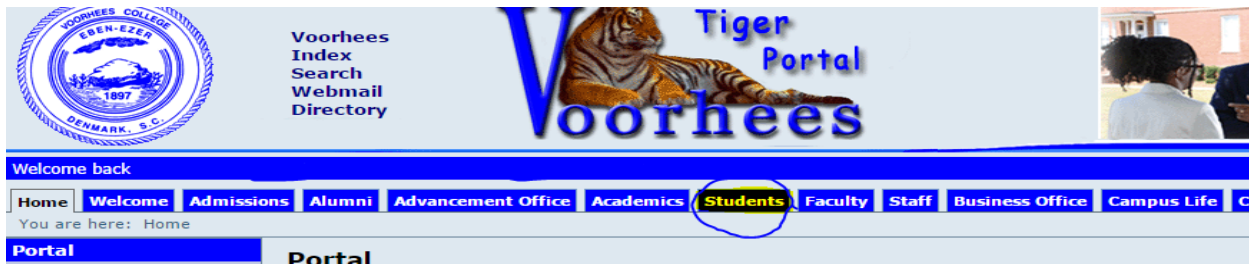 VOORHEES COLLEGE
EBEN-EZER
1897
DENMARK, S.C.
Voorhees
Index
Search
Webmail
Directory
Tiger
Portal
Voorhees
Welcome back
Home Welcome Admissions Alumni Advancement Office Academics Students Faculty Staff Business Office Campus Life
You are here: Home
Portal
Portal